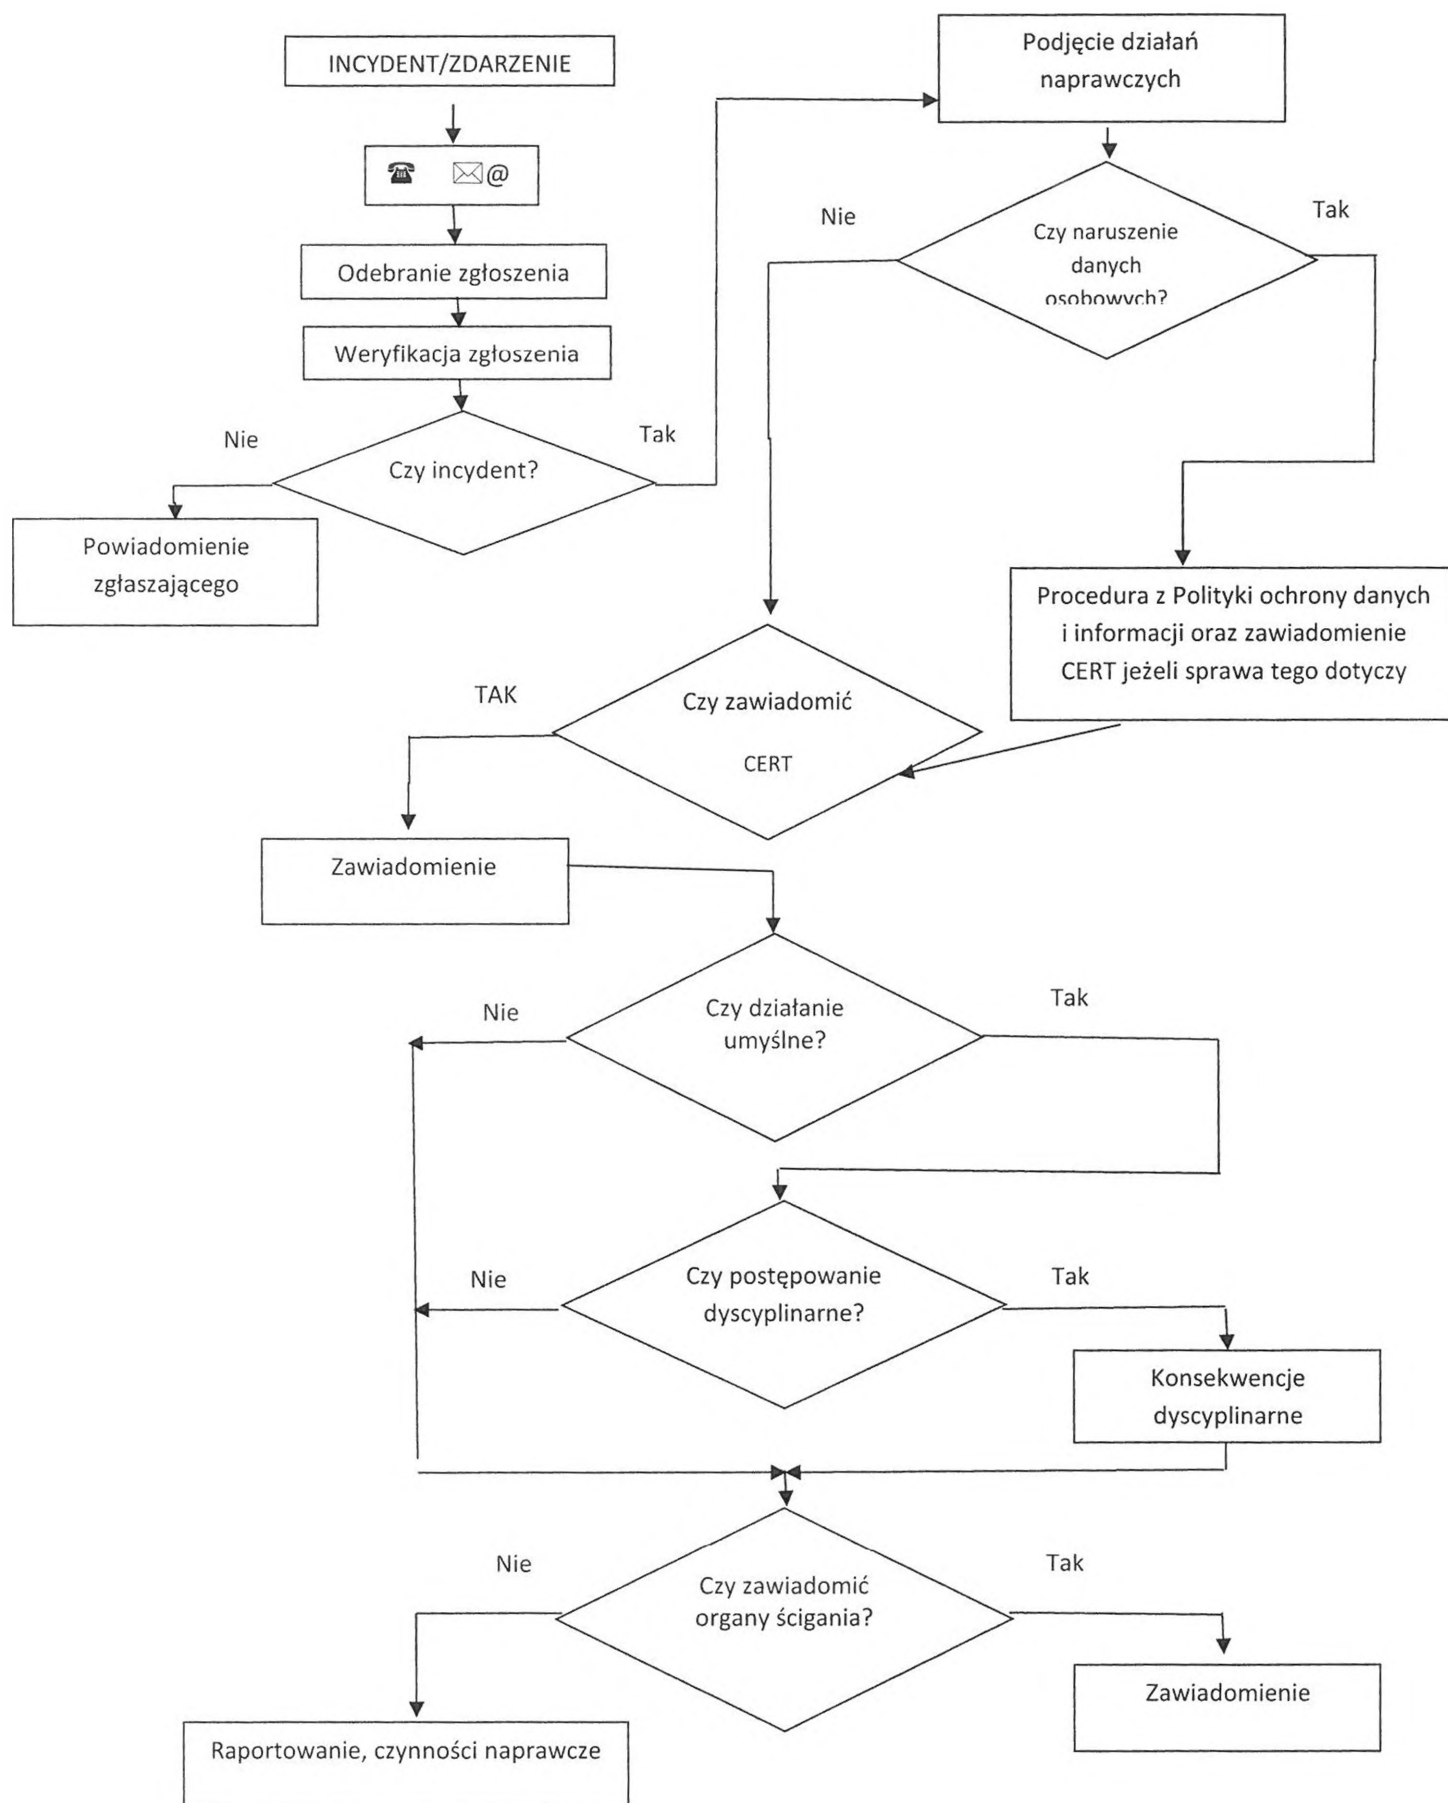 INCYDENT/ZDARZENIE
☎ ✉@
Odebranie zgłoszenia
Weryfikacja zgłoszenia
Nie
Tak
Czy incydent?
Powiadomienie
zgłaszającego
Podjęcie działań
naprawczych
Nie
Tak
Czy naruszenie
danych
osobowych?
Procedura z Polityki ochrony danych
i informacji oraz zawiadomienie
CERT jeżeli sprawa tego dotyczy
TAK
Czy zawiadomić
CERT
Zawiadomienie
Nie
Tak
Czy działanie
umyślne?
Nie
Tak
Czy postępowanie
dyscyplinarne?
Konsekwencje
dyscyplinarne
Nie
Tak
Czy zawiadomić
organy ścigania?
Zawiadomienie
Raportowanie, czynności naprawcze